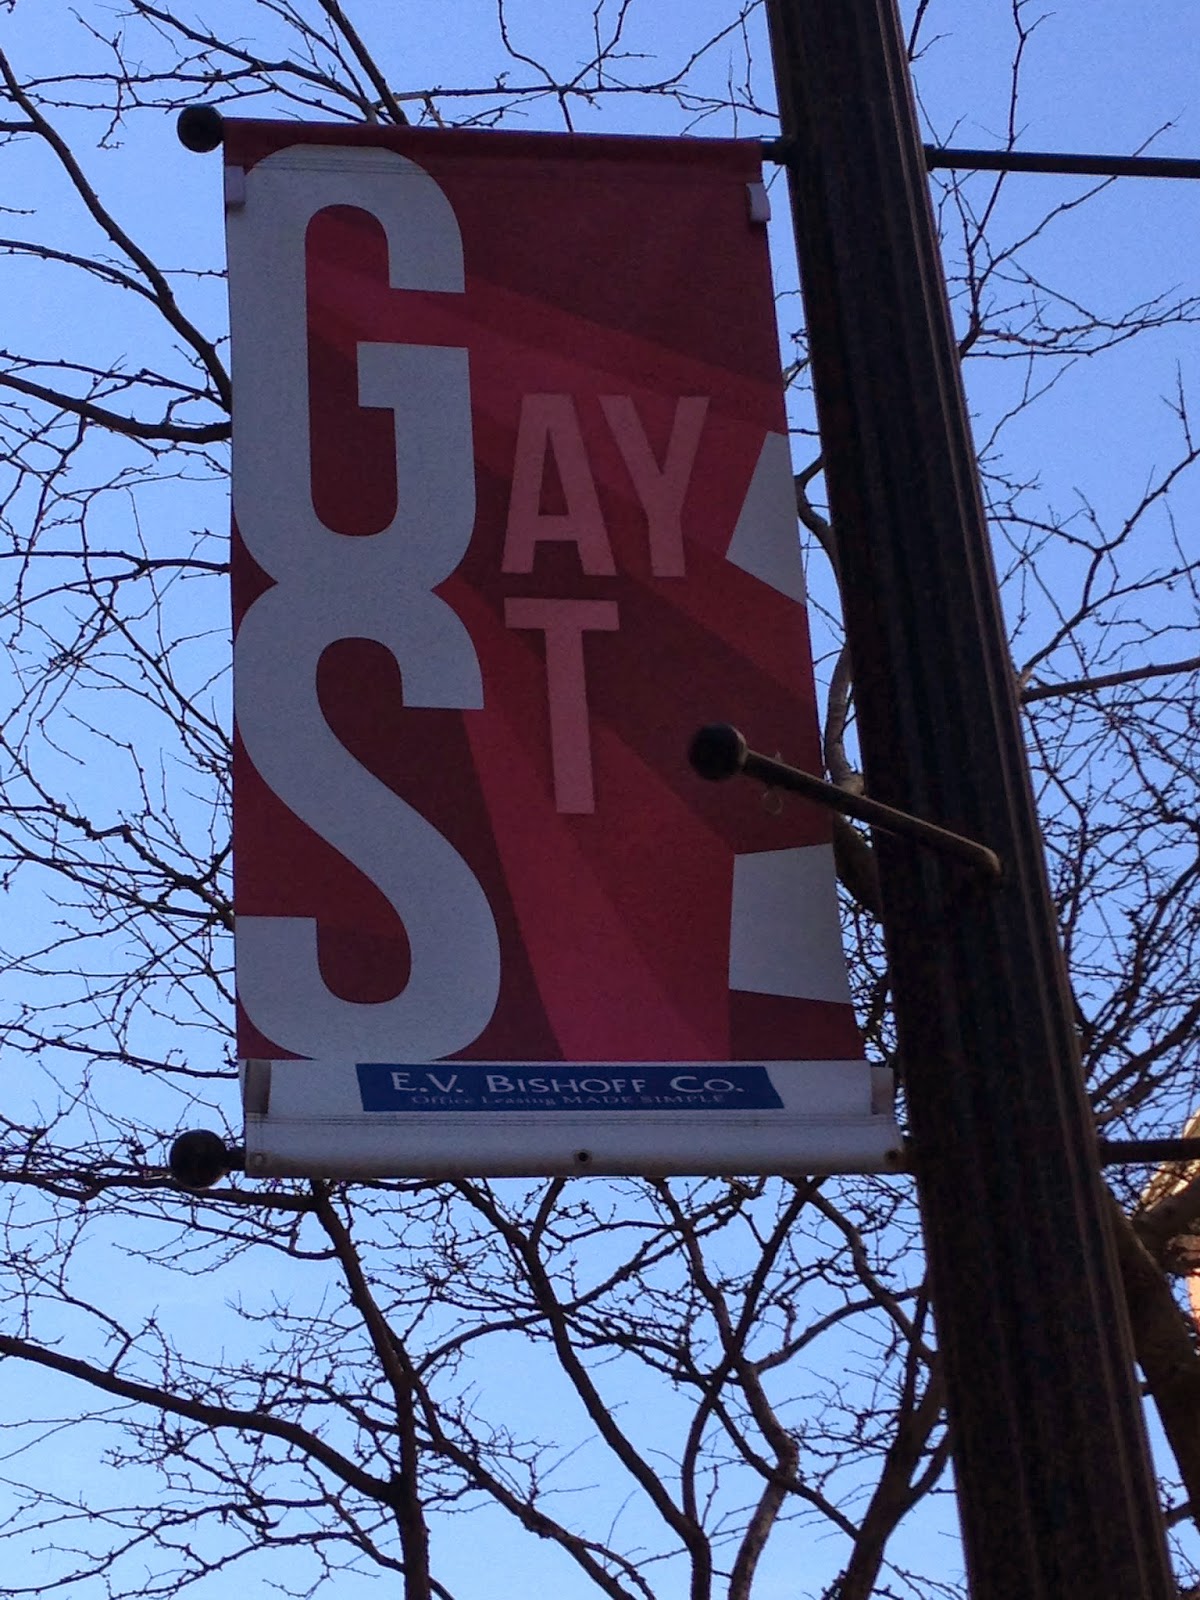 GAY
ST
E.V. BISHOFF CO.
Office Leasing MADE SIMPLE